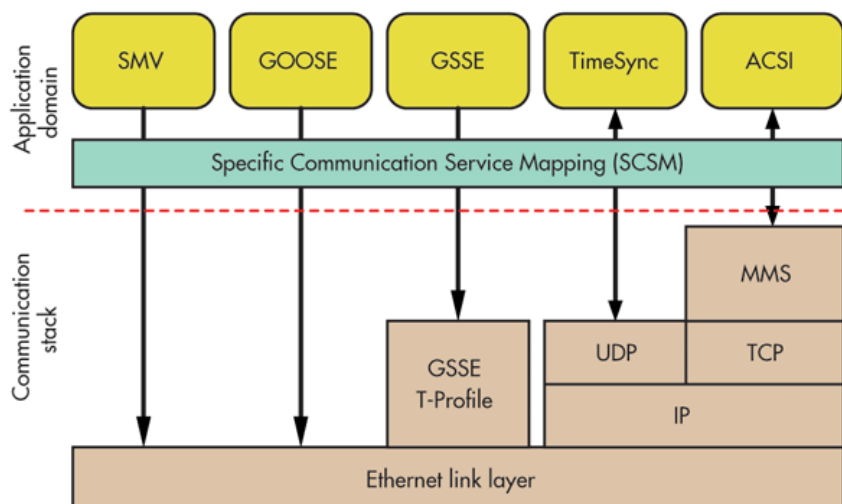 SMV
GOOSE
GSSE
TimeSync
ACSI
Application
domain
Specific Communication Service Mapping (SCSM)
Communication
stack
MMS
GSSE
T-Profile
UDP
TCP
IP
Ethernet link layer